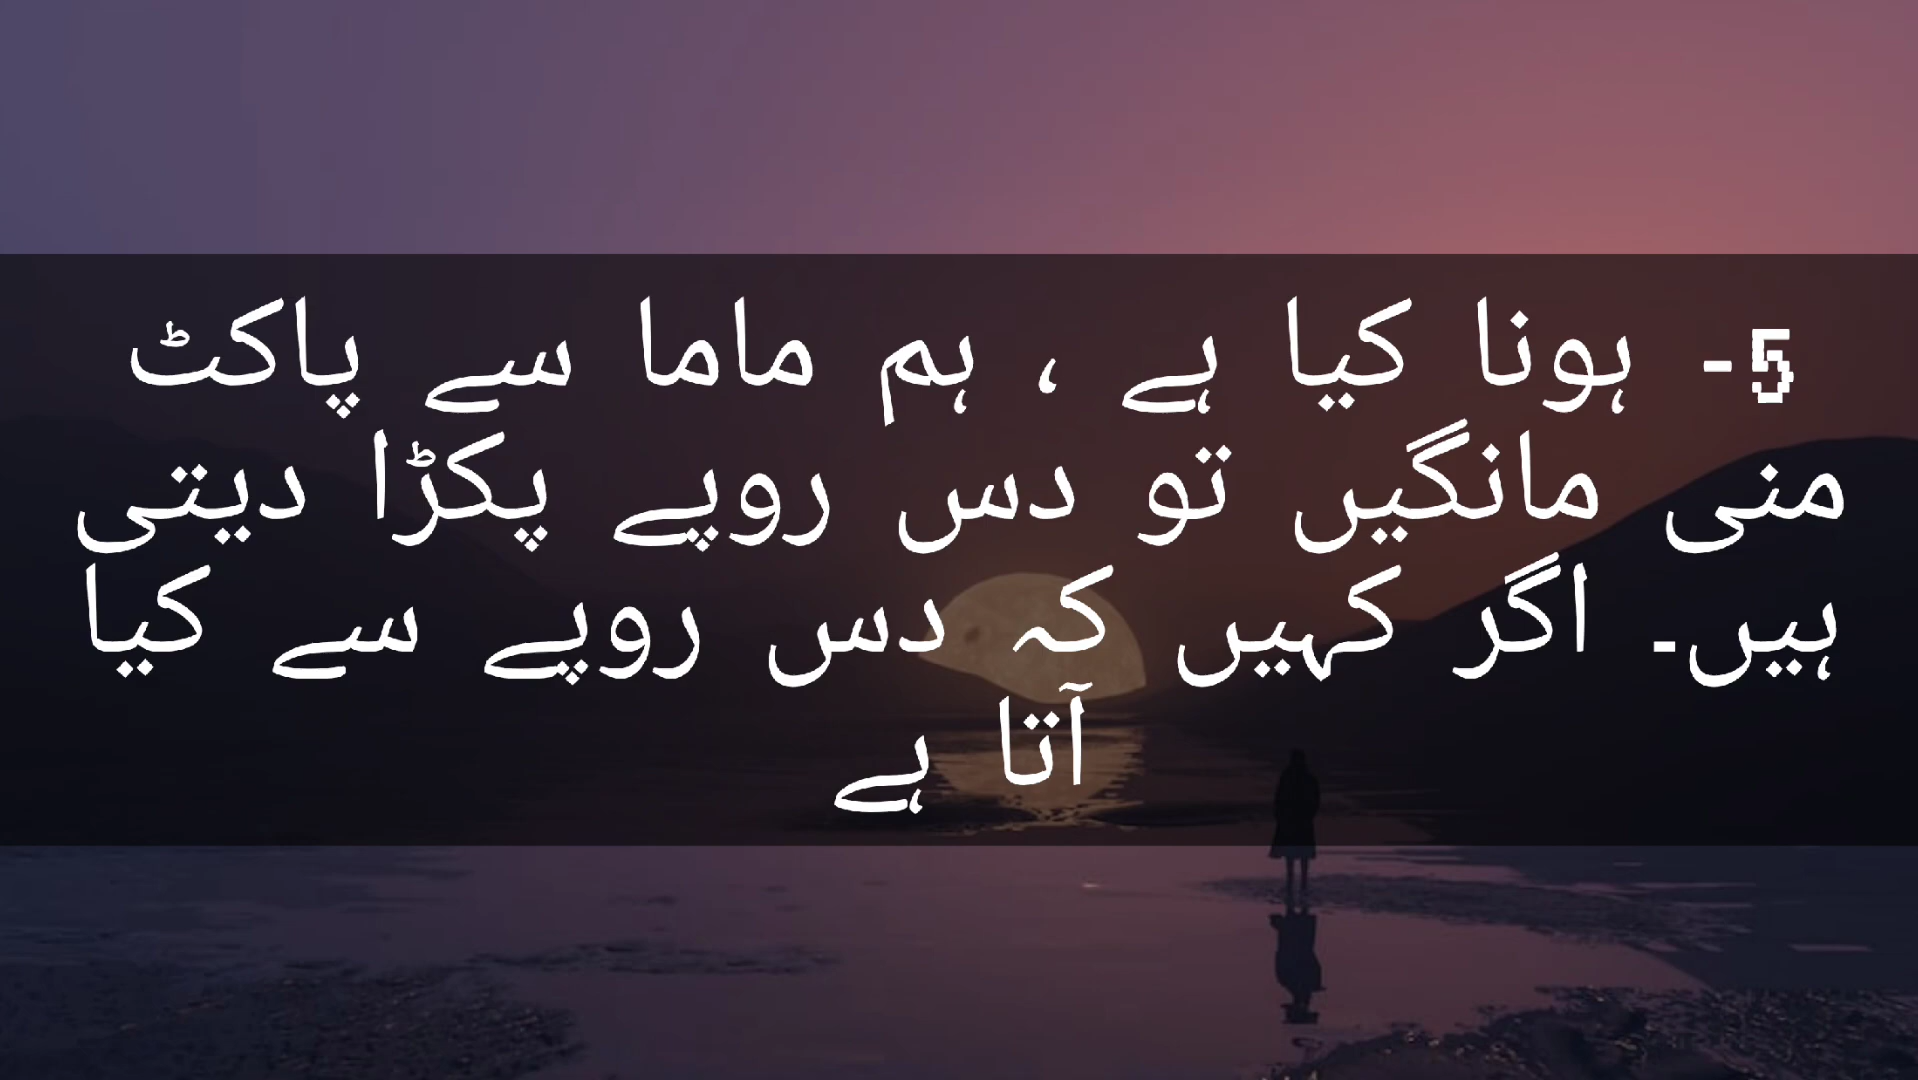 5- ہونا کیا ہے ، ہم ماما سے پاکٹ
منی مانگیں تو دس روپے پکڑا دیتی
ہیں۔ اگر کہیں کہ دس روپے سے کیا
آتا ہے